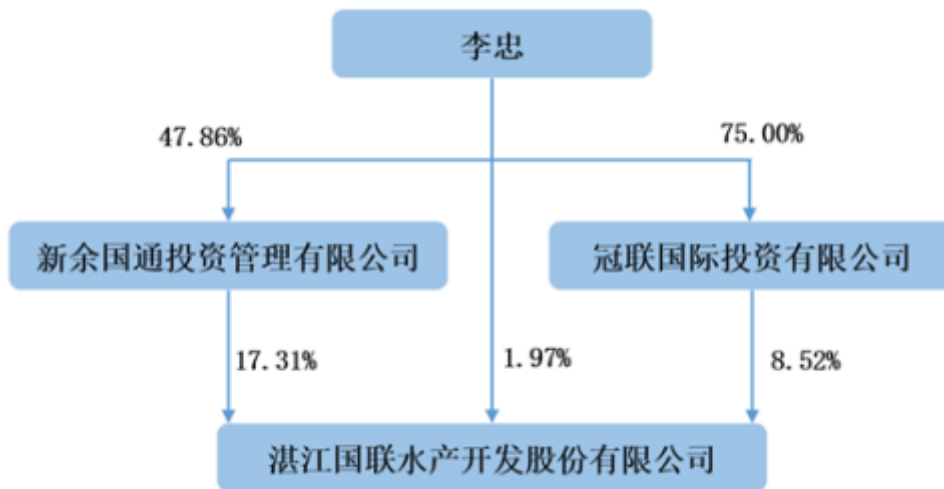 李忠
47.86%
75.00%
新余国通投资管理有限公司
冠联国际投资有限公司
17.31%
1.97%
8.52%
湛江国联水产开发股份有限公司